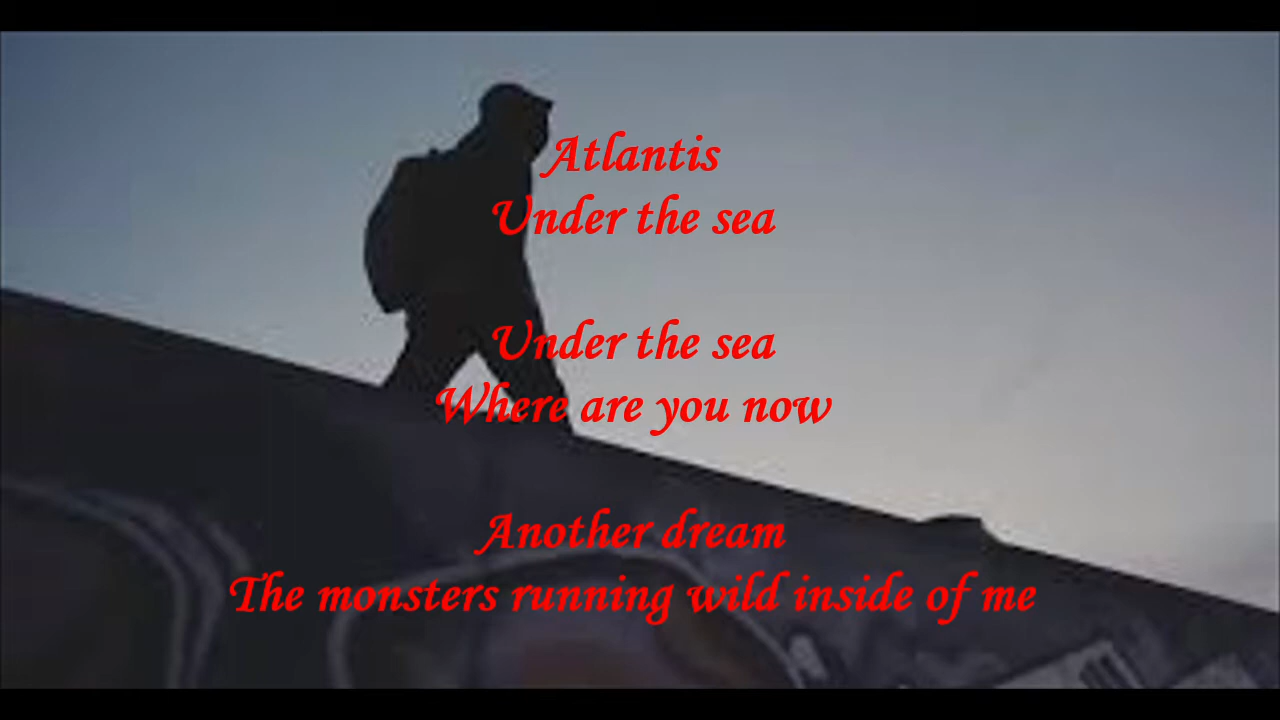 Atlantis
Under the sea
Under the sea
Where are you now
Another dream
The monsters running wild inside of me